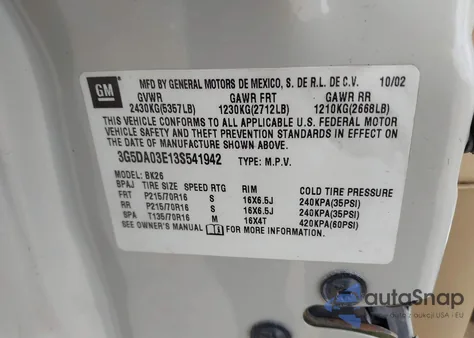 GM
MFD BY GENERAL MOTORS DE MEXICO, S. DE R.L. DE C.V. 10/02
GVWR GAWR FRT GAWR RR
2430KG(5357LB) 1230KG(2712LB) 1210KG(2668LB)
THIS VEHICLE CONFORMS TO ALL APPLICABLE U.S. FEDERAL MOTOR
VEHICLE SAFETY AND THEFT PREVENTION STANDARDS IN EFFECT ON THE
DATE OF MANUFACTURE SHOWN ABOVE.
3G5DA03E13S541942 TYPE: M.P.V.
MODEL: BK26
BPAJ TIRE SIZE SPEED RTG RIM COLD TIRE PRESSURE
FRT P215/70R16 S 16X6.5J 240KPA(35PSI)
RR P215/70R16 S 16X6.5J 240KPA(35PSI)
SPA T135/70R16 M 16X4T 420KPA(60PSI)
SEE OWNER'S MANUAL FOR MORE INFORMATION
autoSnap